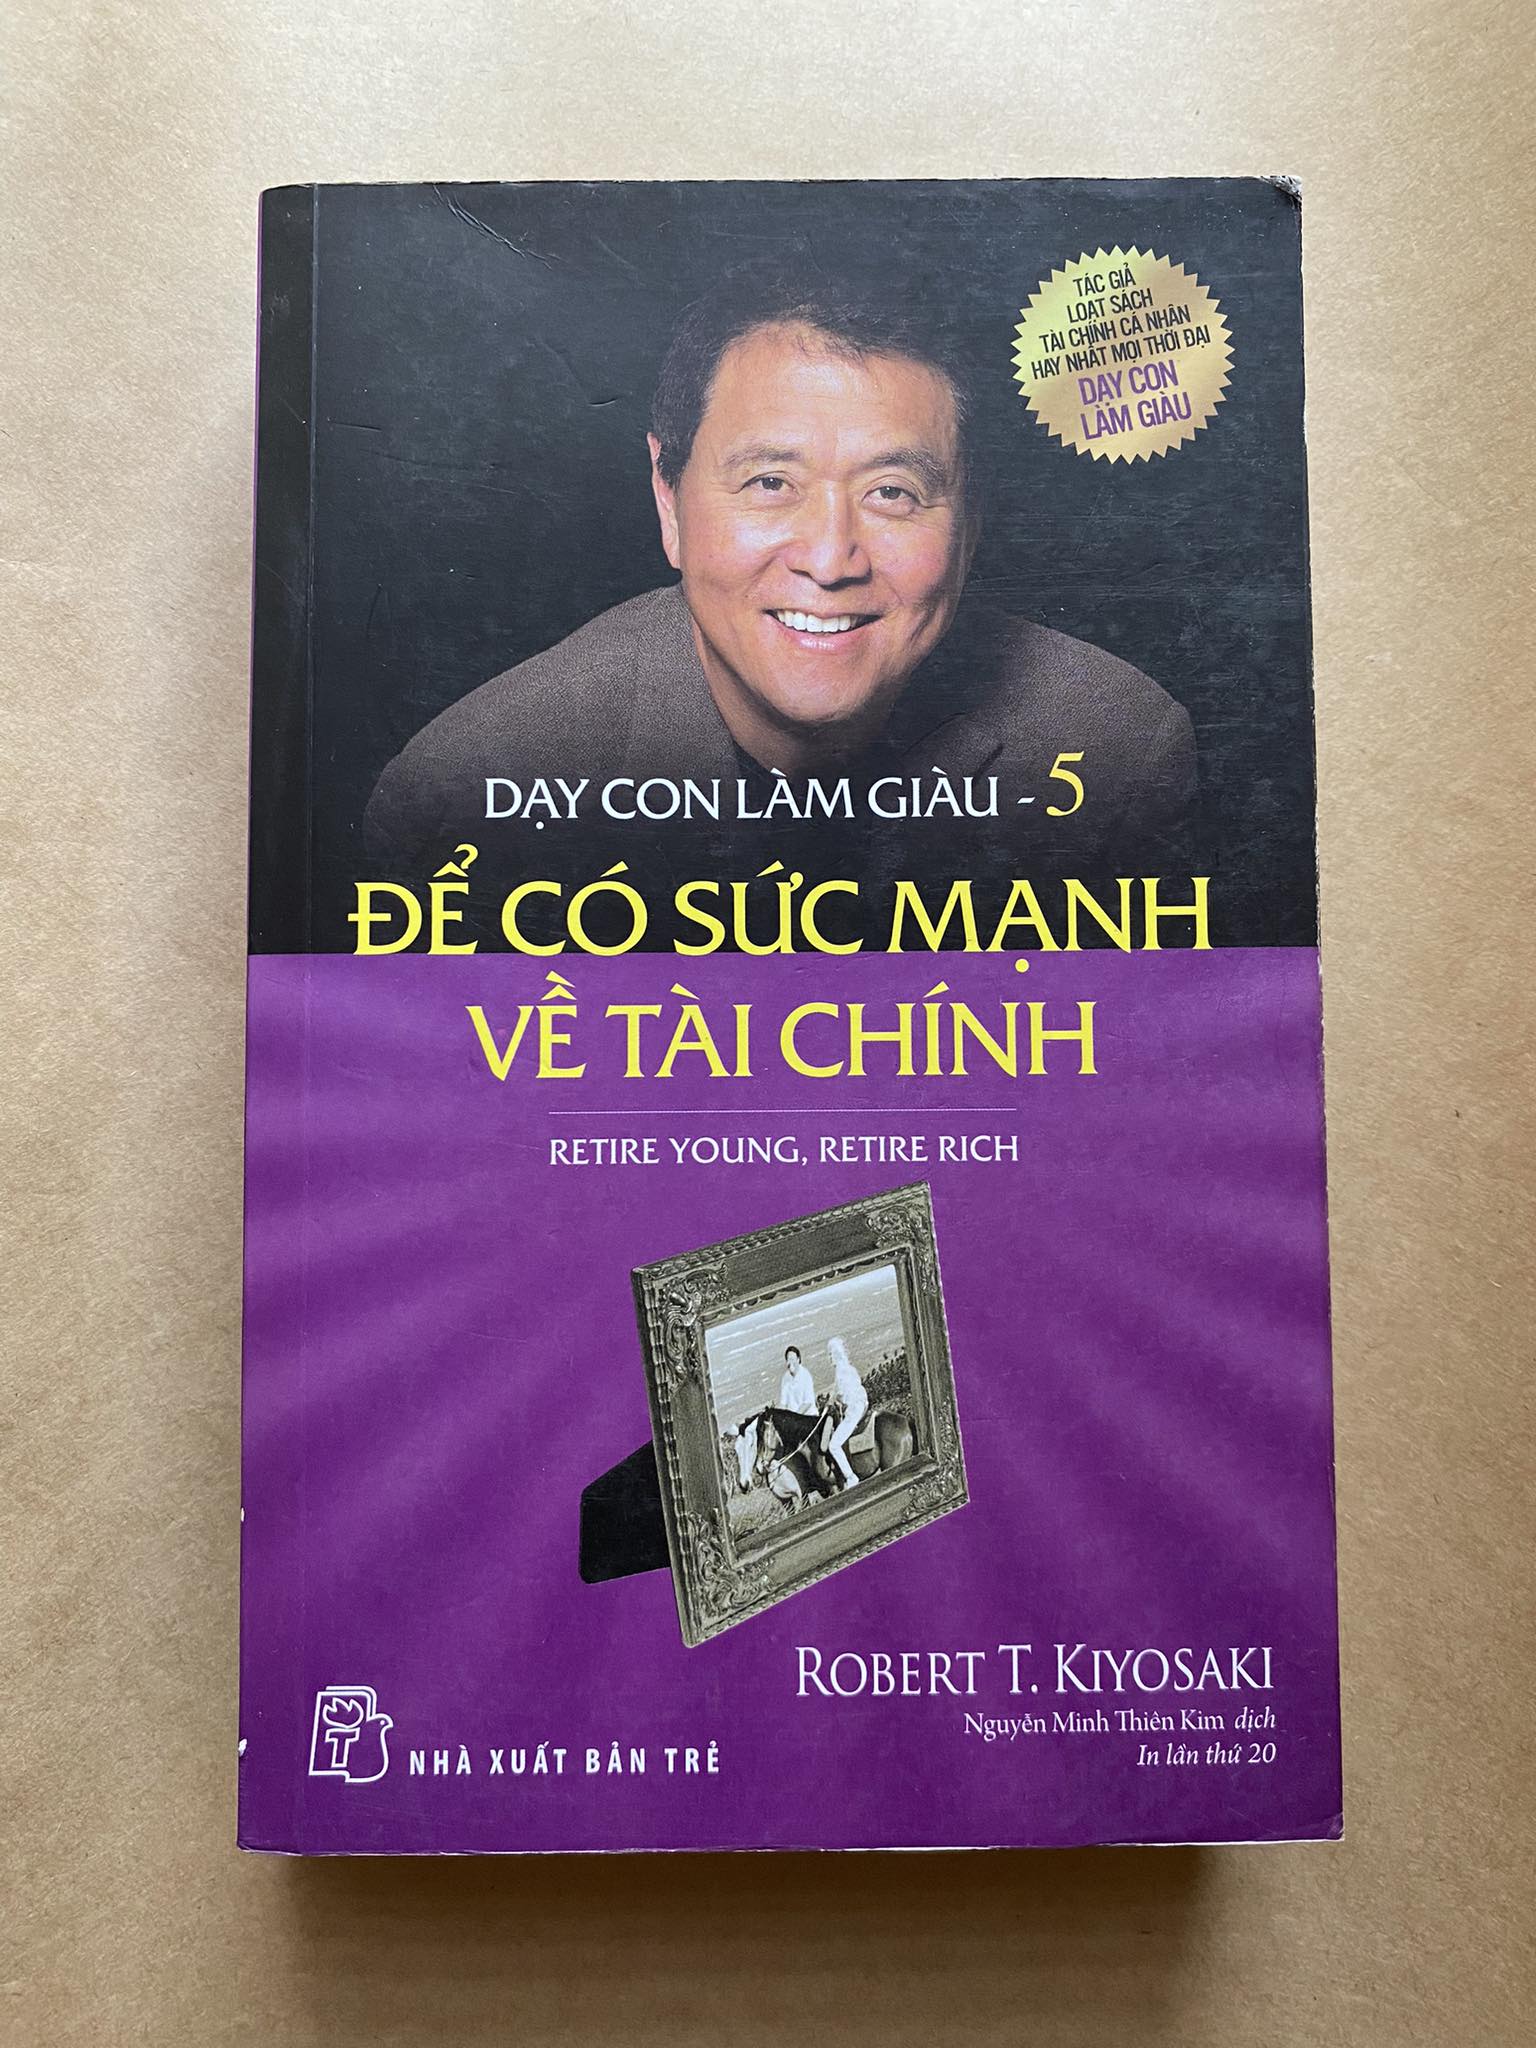 TÁC GIẢ
LOẠT SÁCH
TÀI CHÍNH CÁ NHÂN
HAY NHẤT MỌI THỜI ĐẠI
DẠY CON
LÀM GIÀU
DẠY CON LÀM GIÀU - 5
ĐỂ CÓ SỨC MẠNH
VỀ TÀI CHÍNH
RETIRE YOUNG, RETIRE RICH
ROBERT T. KIYOSAKI
Nguyễn Minh Thiên Kim dịch
In lần thứ 20
T
NHÀ XUẤT BẢN TRẺ